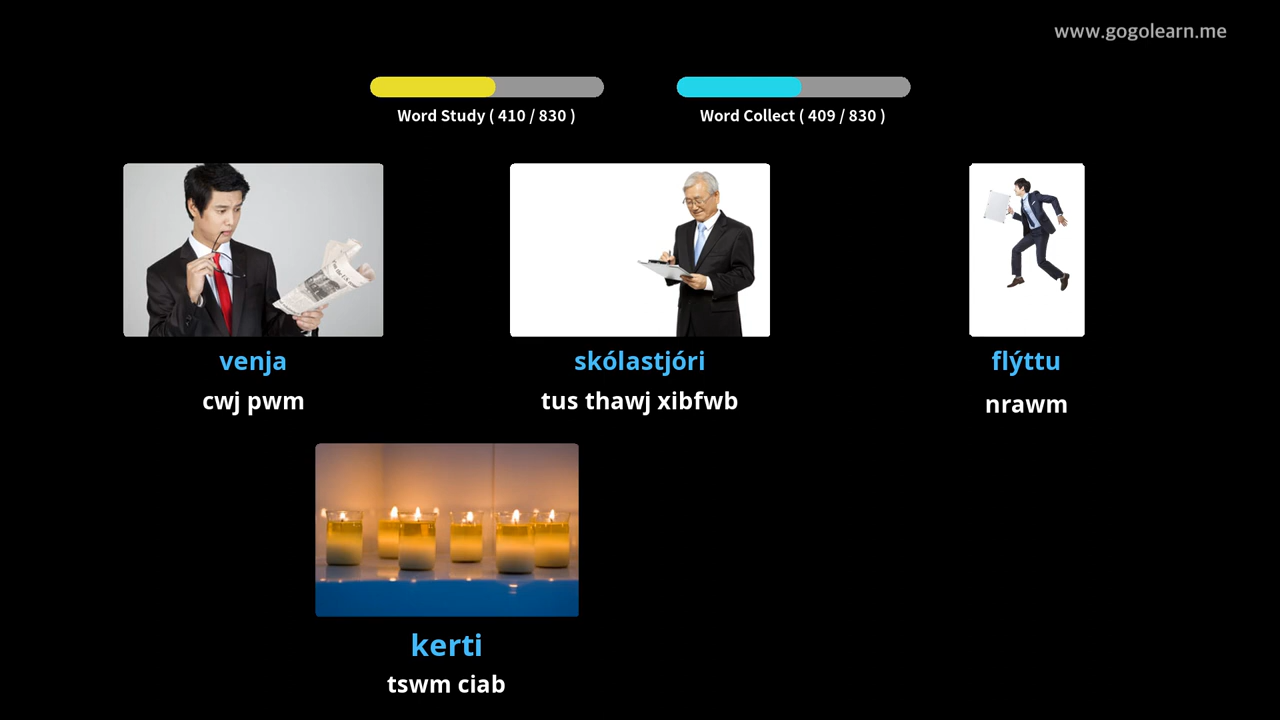 www.gogolearn.me
Word Study ( 410 / 830 )
Word Collect ( 409 / 830 )
venja
cwj pwm
skólastjóri
tus thawj xibfwb
flýttu
nrawm
kerti
tswm ciab